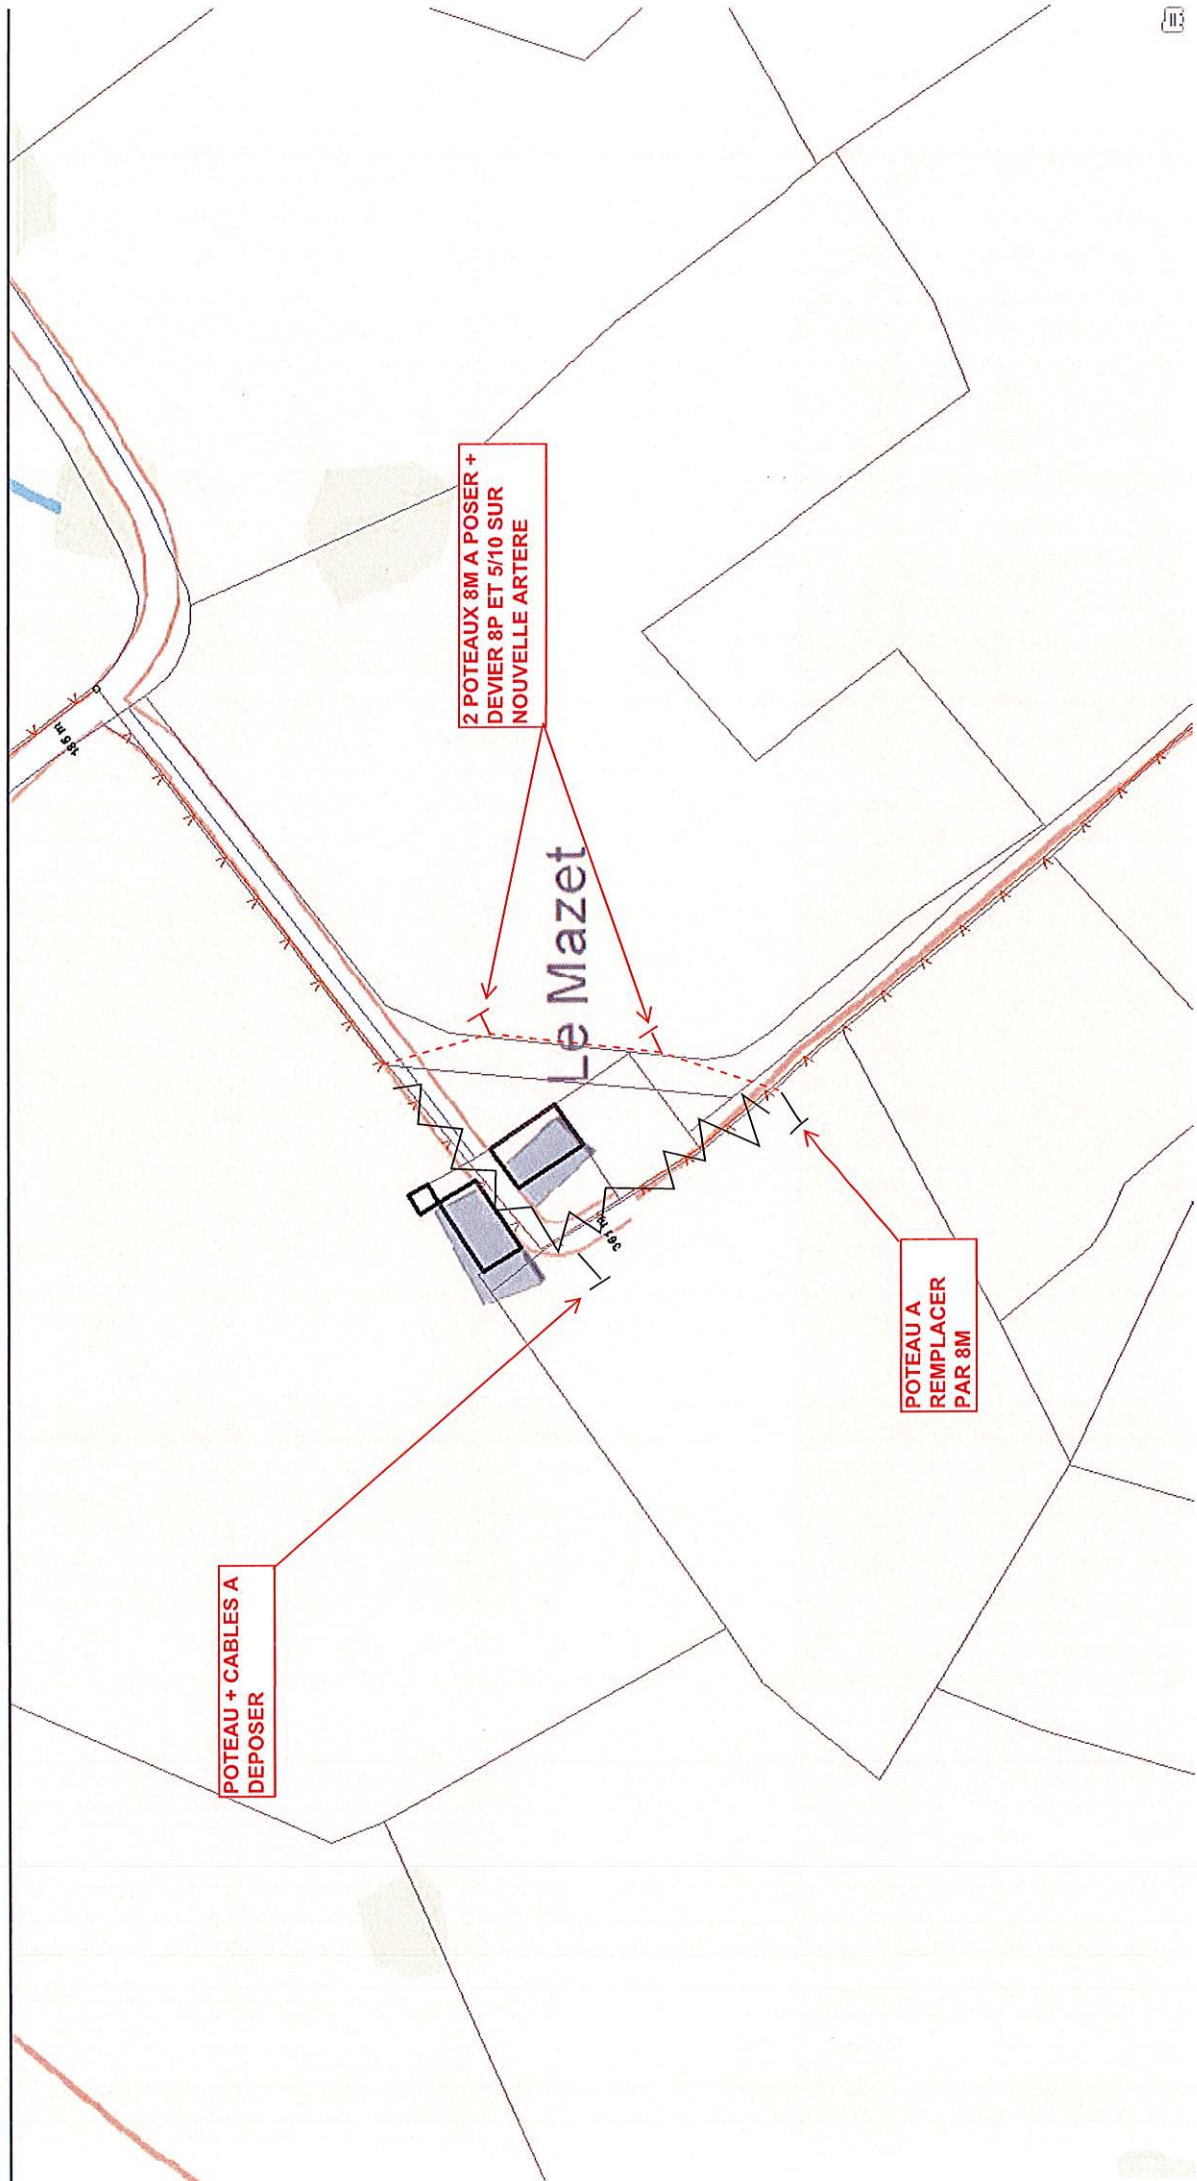 POTEAU + CABLES A
DEPOSER
2 POTEAUX 8M A POSER +
DEVIER 8P ET 5/10 SUR
NOUVELLE ARTERE
186 m
Le Mazet
POTEAU A
REMPLACER
PAR 8M